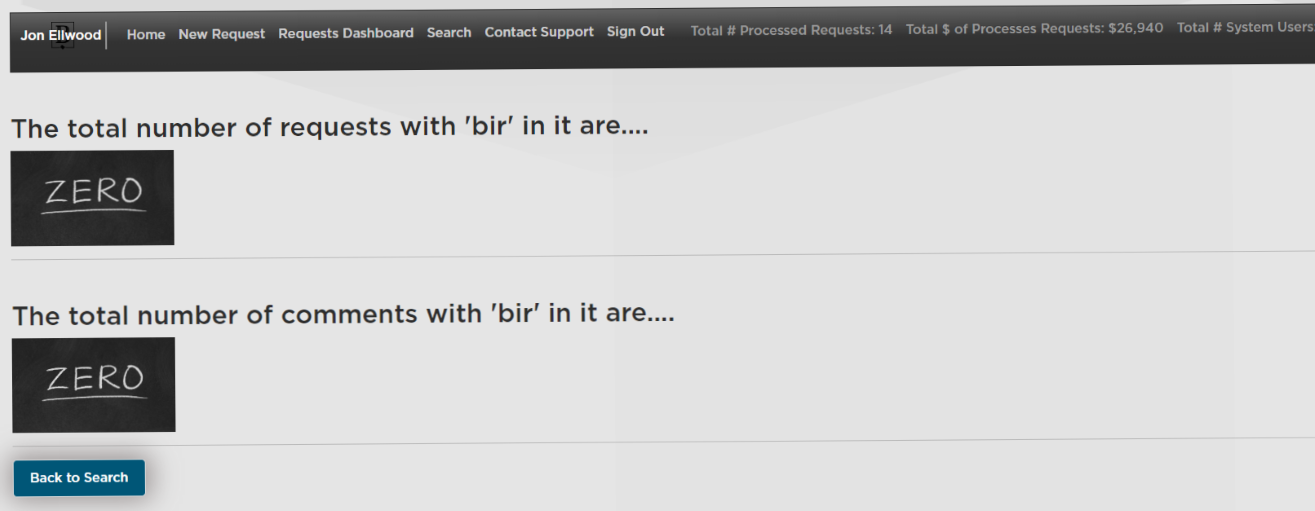 Jon Ellwood Home New Request Requests Dashboard Search Contact Support Sign Out Total # Processed Requests: 14 Total $ of Processes Requests: $26,940 Total # System Users
The total number of requests with 'bir' in it are....
ZERO
The total number of comments with 'bir' in it are....
ZERO
Back to Search